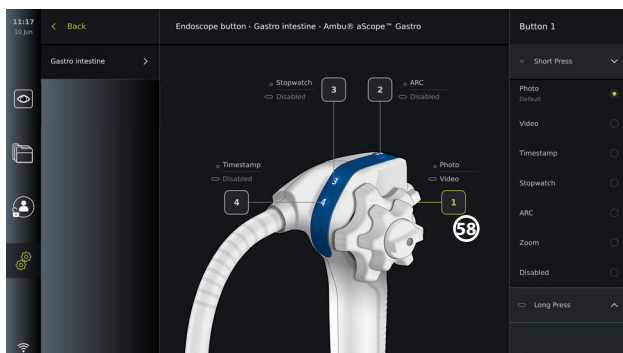 11:17
10 Jun
Back
Endoscope button - Gastro intestine - Ambu® aScope™ Gastro
Button 1
Gastro intestine
Short Press
Photo
Default
Video
Timestamp
Stopwatch
ARC
Zoom
Disabled
Long Press
Stopwatch
Disabled
3
2
ARC
Disabled
Timestamp
Disabled
4
Photo
Video
1
58
3
4